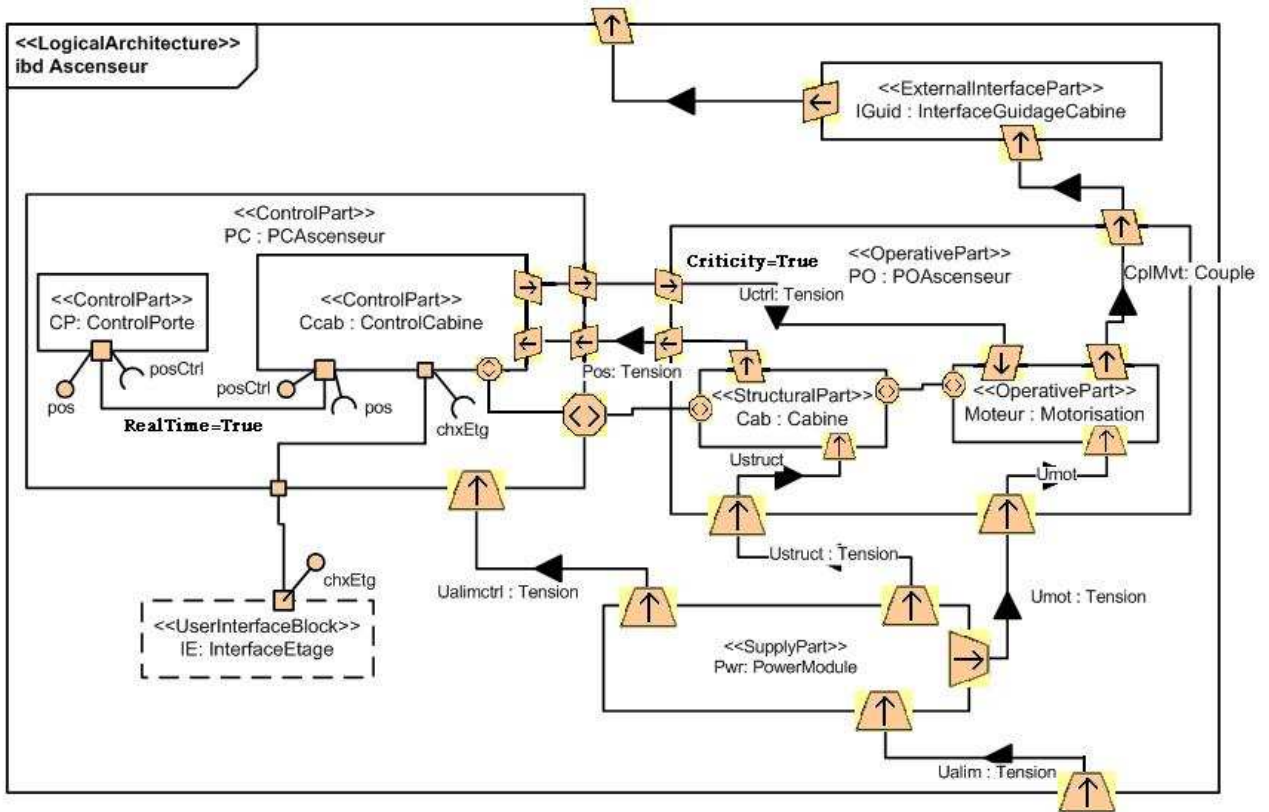 <<LogicalArchitecture>>
ibd Ascenseur
<<ExternalInterfacePart>>
IGuid : InterfaceGuidageCabine
<<ControlPart>>
PC : PCAscenseur
<<ControlPart>>
CP: ControlPorte
posCtrl
pos
<<ControlPart>>
Ccab : ControlCabine
posCtrl
pos
chxEtg
RealTime=True
Criticity=True
<<OperativePart>>
PO : POAscenseur
Uctrl: Tension
CplMvt: Couple
Pos: Tension
<<StructuralPart>>
Cab : Cabine
<<OperativePart>>
Moteur : Motorisation
Ustruct
Umot
Ualimctrl : Tension
Ustruct : Tension
Umot : Tension
chxEtg
<<UserInterfaceBlock>>
IE: InterfaceEtage
<<SupplyPart>>
Pwr: PowerModule
Ualim : Tension